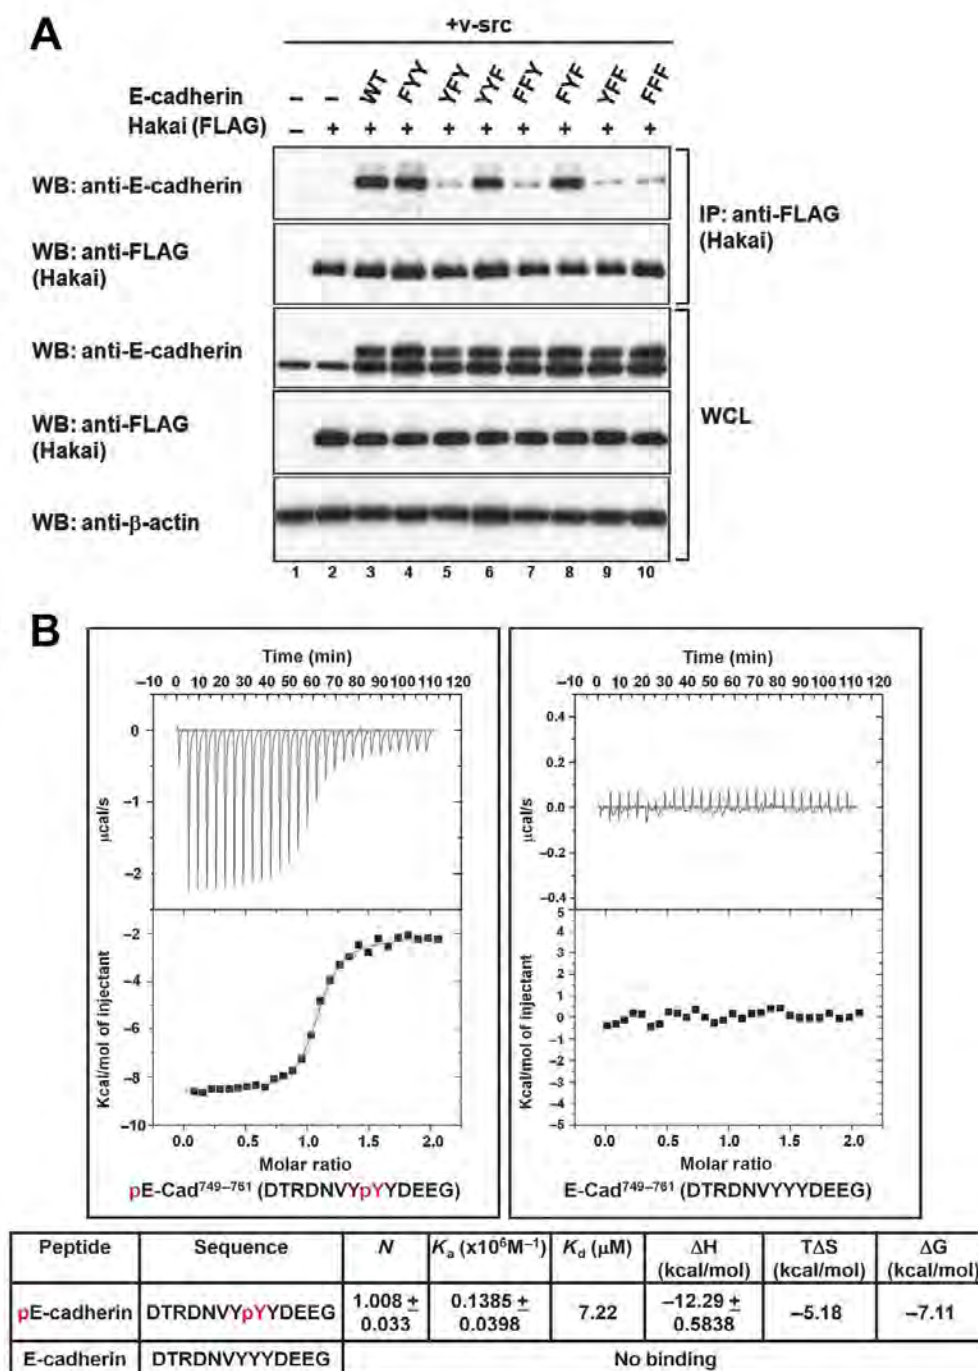 A
+v-src
E-cadherin – – WT FYY YFY YYF FFY FYF YFF FFF
Hakai (FLAG) – + + + + + + + + +
WB: anti-E-cadherin
WB: anti-FLAG
(Hakai)
IP: anti-FLAG
(Hakai)
WB: anti-E-cadherin
WB: anti-FLAG
(Hakai)
WCL
WB: anti-β-actin
1 2 3 4 5 6 7 8 9 10
B
Time (min)
–10 0 10 20 30 40 50 60 70 80 90 100 110 120
0
–1
–2
µcal/s
–2
–4
–6
–8
–10
Kcal/mol of injectant
0.0 0.5 1.0 1.5 2.0
Molar ratio
pE-Cad749–761 (DTRDNVYpYYDEEG)
Time (min)
–10 0 10 20 30 40 50 60 70 80 90 100 110 120
0.4
0.2
0.0
–0.2
–0.4
µcal/s
5
4
3
2
1
0
–1
–2
–3
–4
–5
Kcal/mol of injectant
0.0 0.5 1.0 1.5 2.0
Molar ratio
E-Cad749–761 (DTRDNVYYYDEEG)
Peptide Sequence N Ka (x10⁶M⁻¹) Kd (µM) ΔH (kcal/mol) TΔS (kcal/mol) ΔG (kcal/mol)
pE-cadherin DTRDNVYpYYDEEG 1.008 ± 0.033 0.1385 ± 0.0398 7.22 –12.29 ± 0.5838 –5.18 –7.11
E-cadherin DTRDNVYYYDEEG No binding